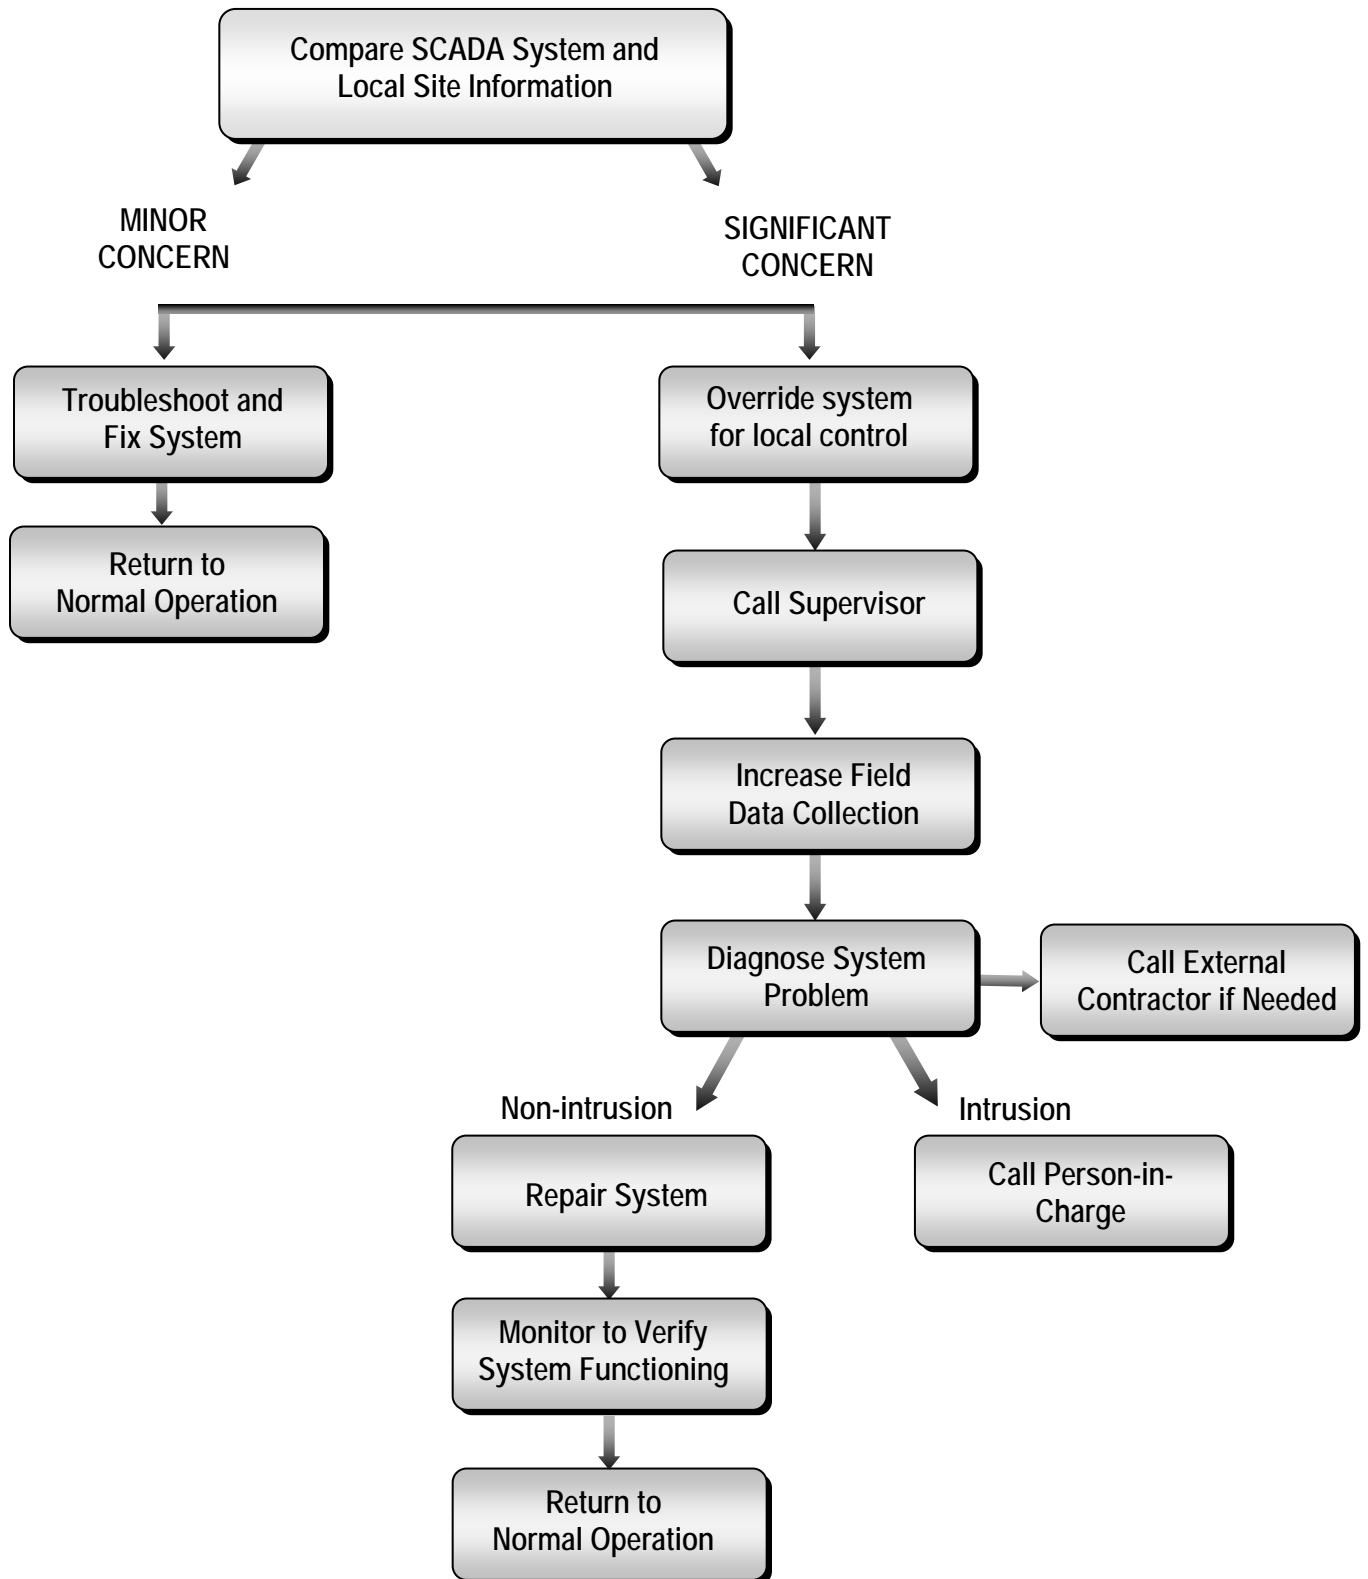 Compare SCADA System and
Local Site Information
MINOR
CONCERN
SIGNIFICANT
CONCERN
Troubleshoot and
Fix System
Override system
for local control
Return to
Normal Operation
Call Supervisor
Increase Field
Data Collection
Diagnose System
Problem
Call External
Contractor if Needed
Non-intrusion
Intrusion
Repair System
Call Person-in-
Charge
Monitor to Verify
System Functioning
Return to
Normal Operation